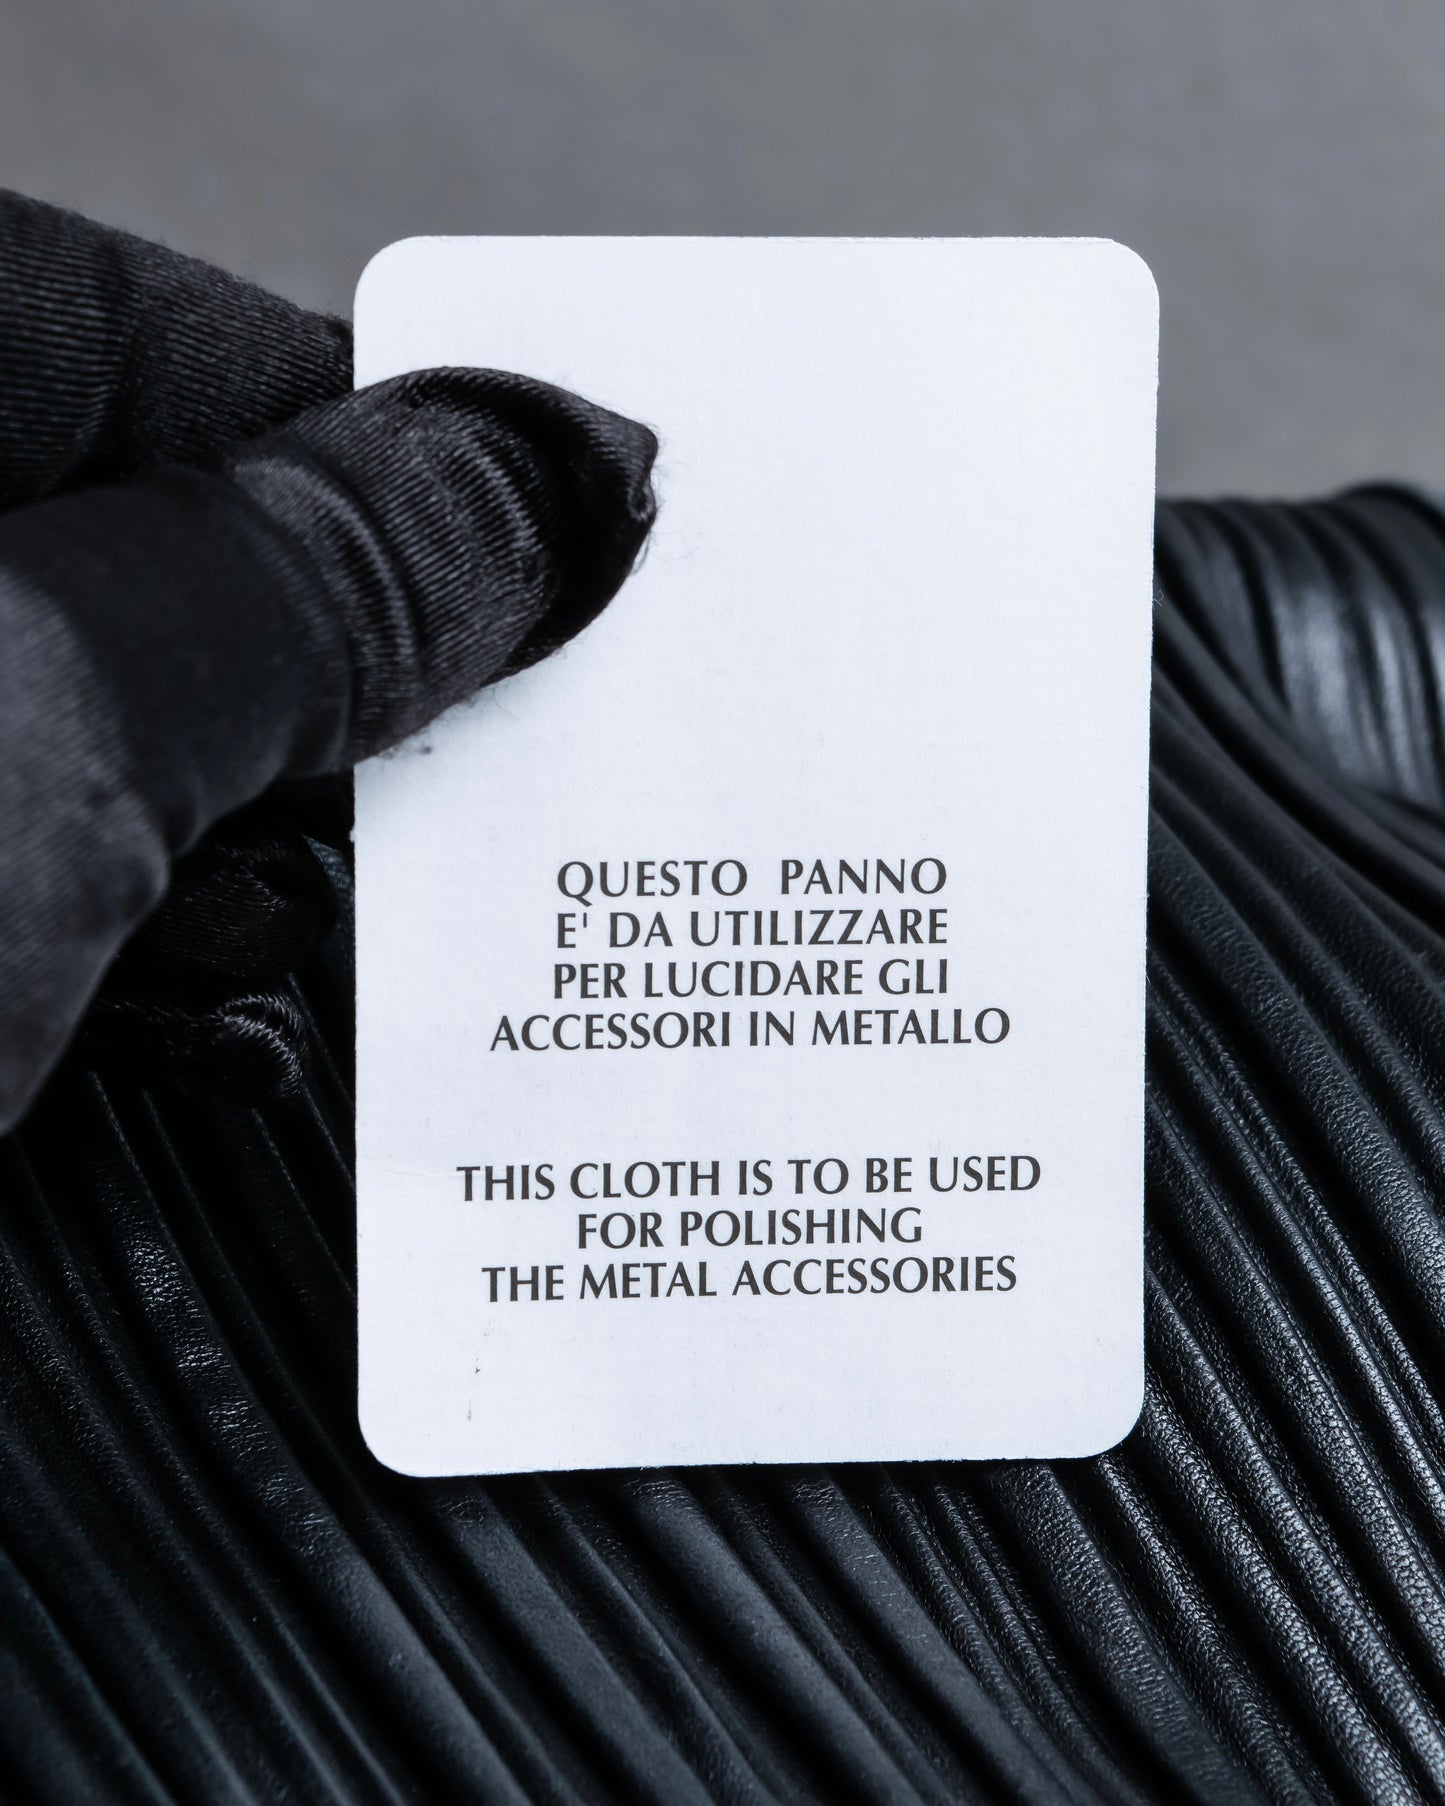 QUESTO PANNO
E' DA UTILIZZARE
PER LUCIDARE GLI
ACCESSORI IN METALLO
THIS CLOTH IS TO BE USED
FOR POLISHING
THE METAL ACCESSORIES